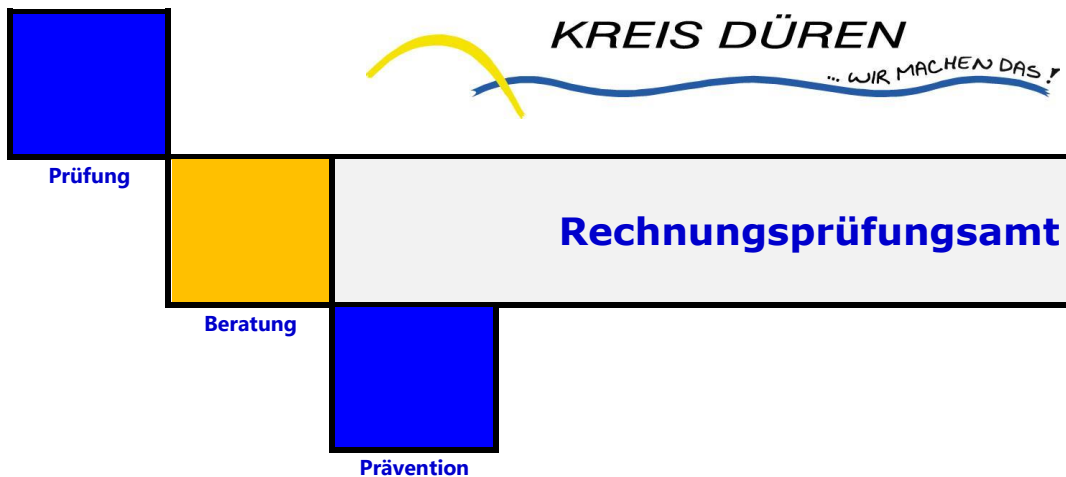 KREIS DÜREN
... WIR MACHEN DAS !
Prüfung
Rechnungsprüfungsamt
Beratung
Prävention